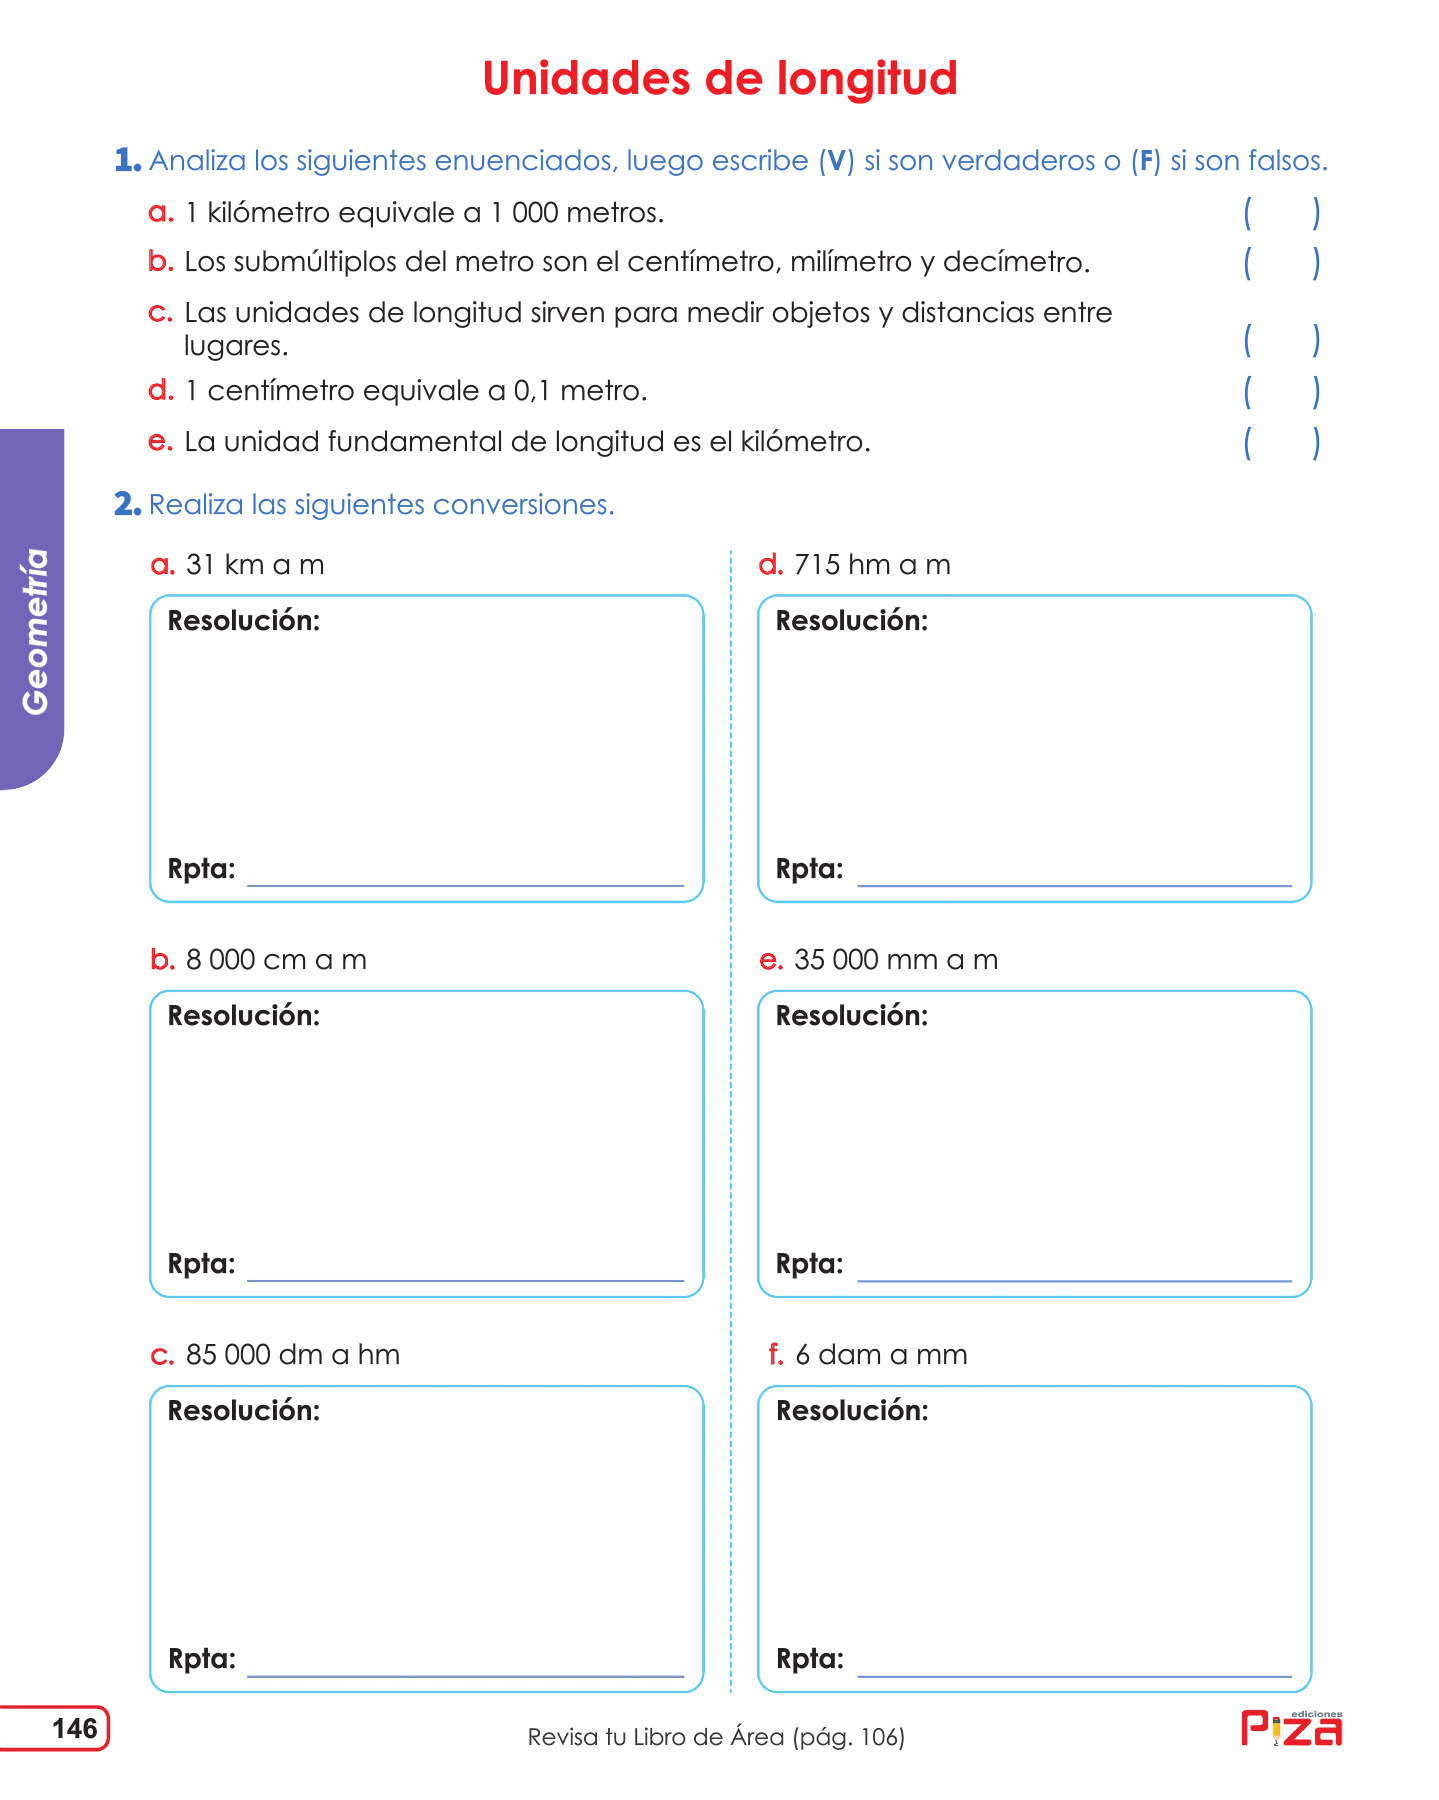 Unidades de longitud
1. Analiza los siguientes enuenciados, luego escribe (V) si son verdaderos o (F) si son falsos.
a. 1 kilómetro equivale a 1 000 metros. ( )
b. Los submúltiplos del metro son el centímetro, milímetro y decímetro. ( )
c. Las unidades de longitud sirven para medir objetos y distancias entre
lugares. ( )
d. 1 centímetro equivale a 0,1 metro. ( )
e. La unidad fundamental de longitud es el kilómetro. ( )
2. Realiza las siguientes conversiones.
Geometría
a. 31 km a m
Resolución:
Rpta:
b. 8 000 cm a m
Resolución:
Rpta:
c. 85 000 dm a hm
Resolución:
Rpta:
d. 715 hm a m
Resolución:
Rpta:
e. 35 000 mm a m
Resolución:
Rpta:
f. 6 dam a mm
Resolución:
Rpta:
146
Revisa tu Libro de Área (pág. 106)
ediciones
Piza